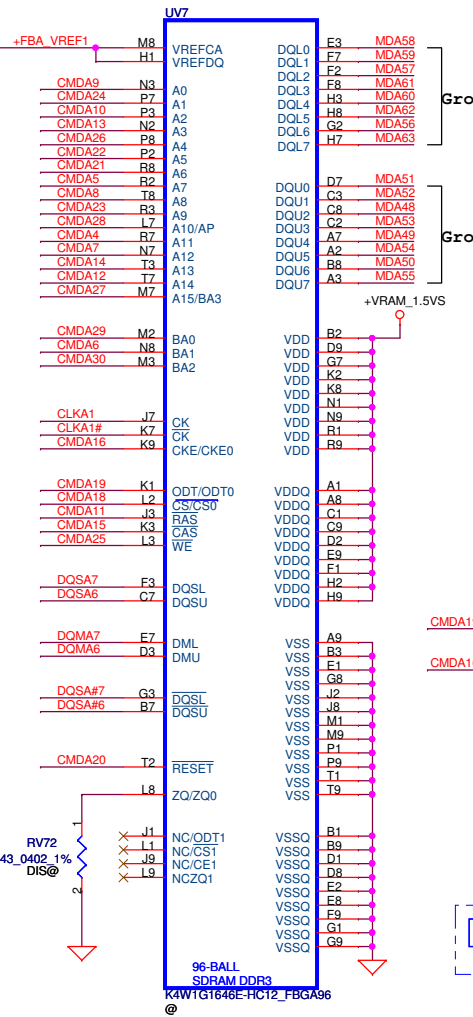 UV7
+FBA_VREF1 M8 VREFCA DQL0 E3 MDA58
H1 VREFDQ DQL1 F7 MDA59
DQL2 F2 MDA57
CMDA9 N3 A0 DQL3 F8 MDA61
CMDA24 P7 A1 DQL4 H3 MDA60
CMDA10 P3 A2 DQL5 H8 MDA62
CMDA13 N2 A3 DQL6 G2 MDA56
CMDA26 P8 A4 DQL7 H7 MDA63
Gro
CMDA22 P2 A5
CMDA21 R8 A6
CMDA5 R2 A7 DQU0 D7 MDA51
CMDA8 T8 A8 DQU1 C3 MDA52
CMDA23 R3 A9 DQU2 C8 MDA48
CMDA28 L7 A10/AP DQU3 C2 MDA53
CMDA4 R7 A11 DQU4 A7 MDA49
CMDA7 N7 A12 DQU5 A2 MDA54
CMDA14 T3 A13 DQU6 B8 MDA50
CMDA12 T7 A14 DQU7 A3 MDA55
Gro
CMDA27 M7 A15/BA3
+VRAM_1.5VS
CMDA29 M2 BA0 VDD B2
CMDA6 N8 BA1 VDD D9
CMDA30 M3 BA2 VDD G7
VDD K2
VDD K8
VDD N1
CLKA1 J7 CK VDD N9
CLKA1# K7 CK VDD R1
CMDA16 K9 CKE/CKE0 VDD R9
CMDA19 K1 ODT/ODT0 VDDQ A1
CMDA18 L2 CS/CS0 VDDQ A8
CMDA11 J3 RAS VDDQ C1
CMDA15 K3 CAS VDDQ C9
CMDA25 L3 WE VDDQ D2
VDDQ E9
VDDQ F1
DQSA7 F3 DQSL VDDQ H2
DQSA6 C7 DQSU VDDQ H9
CMDA1
DQMA7 E7 DML VSS A9
DQMA6 D3 DMU VSS B3
VSS E1
CMDA1
VSS G8
DQSA#7 G3 DQSL VSS J2
DQSA#6 B7 DQSU VSS J8
VSS M1
VSS M9
VSS P1
CMDA20 T2 RESET VSS P9
VSS T1
L8 ZQ/ZQ0 VSS T9
1
J1 NC/ODT1 VSSQ B1
RV72 L1 NC/CS1 VSSQ B9
43_0402_1% J9 NC/CE1 VSSQ D1
DIS@ L9 NCZQ1 VSSQ D8
2 VSSQ E2
VSSQ E8
VSSQ F9
VSSQ G1
VSSQ G9
96-BALL
SDRAM DDR3
K4W1G1646E-HC12_FBGA96
@